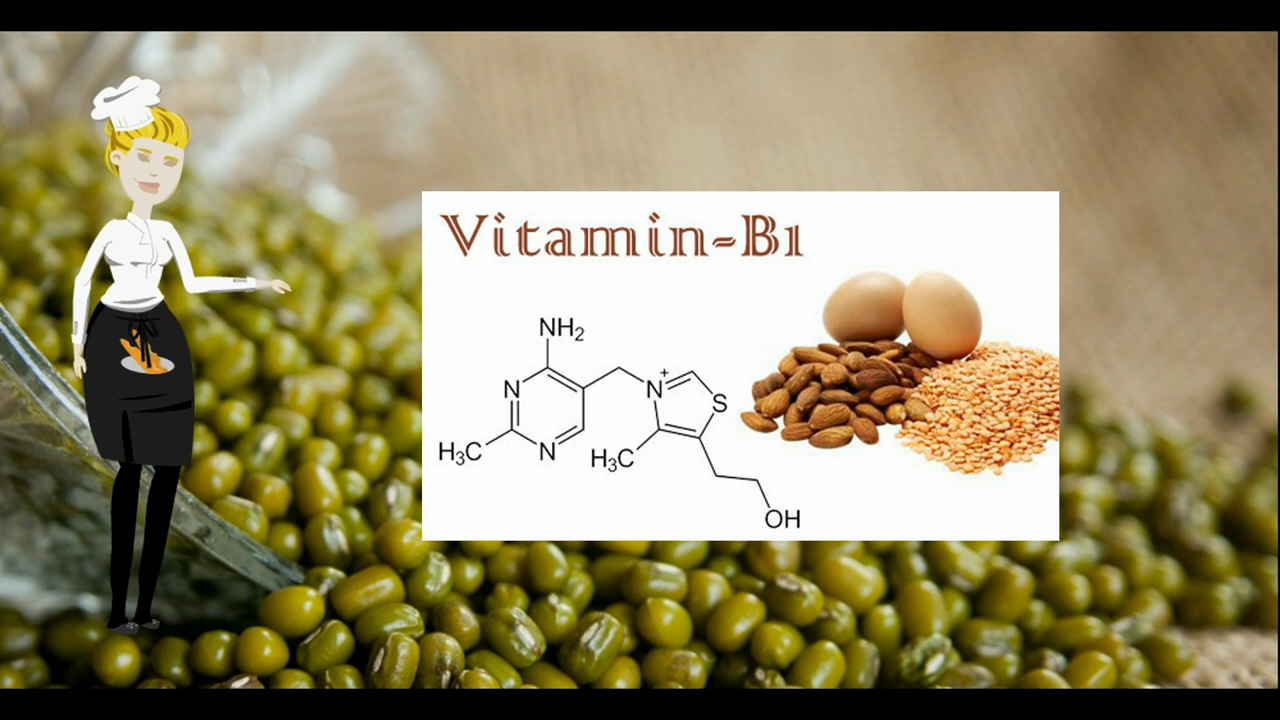 Vitamin-B1
NH₂
N
N
H₃C
N⁺
S
H₃C
OH